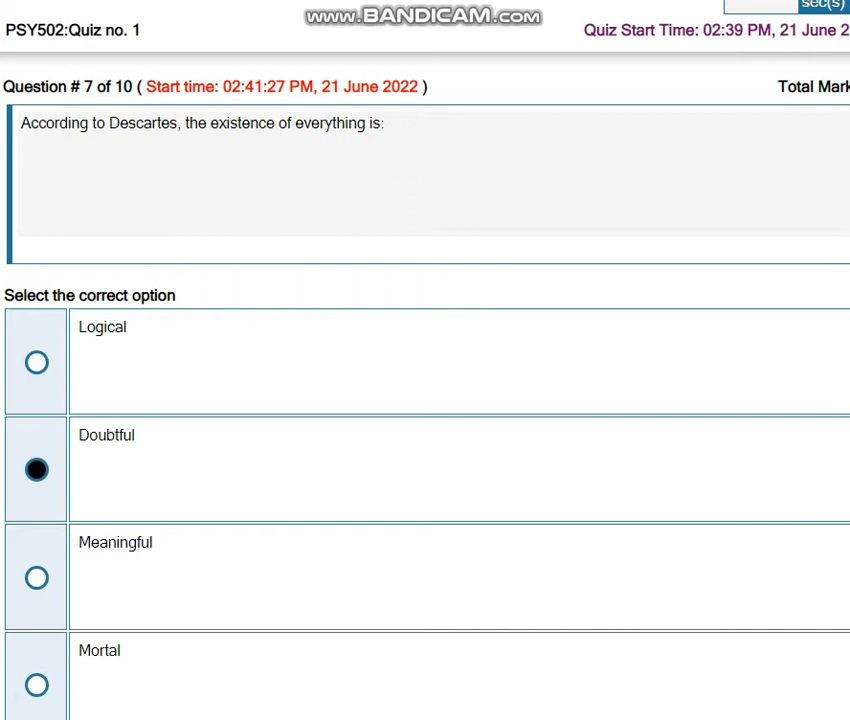 sec(s)
www.BANDICAM.com
PSY502:Quiz no. 1
Quiz Start Time: 02:39 PM, 21 June 2
Question # 7 of 10 ( Start time: 02:41:27 PM, 21 June 2022 )
Total Mark
According to Descartes, the existence of everything is:
Select the correct option
Logical
Doubtful
Meaningful
Mortal